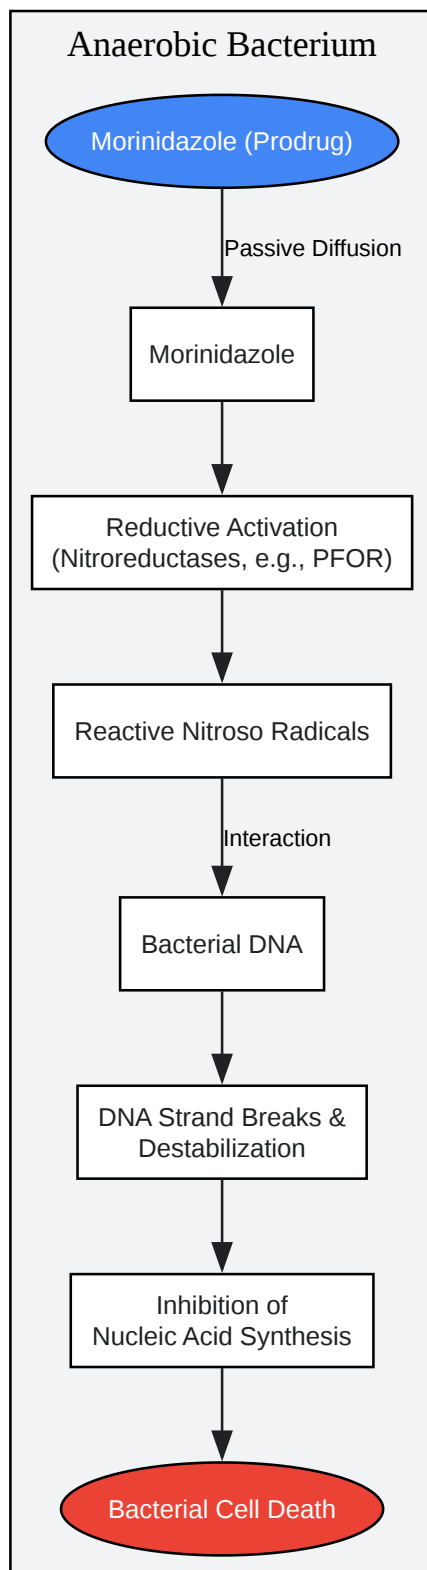 Anaerobic Bacterium
Morinidazole (Prodrug)
Passive Diffusion
Morinidazole
Reductive Activation
(Nitroreductases, e.g., PFOR)
Reactive Nitroso Radicals
Interaction
Bacterial DNA
DNA Strand Breaks &
Destabilization
Inhibition of
Nucleic Acid Synthesis
Bacterial Cell Death